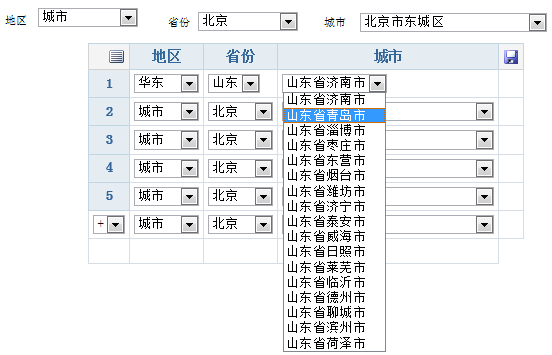 地区 城市 省份 北京 城市 北京市东城区
地区 省份 城市
1 华东 山东 山东省济南市
山东省济南市
2 城市 北京 山东省青岛市
山东省淄博市
3 城市 北京 山东省枣庄市
山东省东营市
4 城市 北京 山东省烟台市
山东省潍坊市
5 城市 北京 山东省济宁市
山东省泰安市
+ 城市 北京 山东省威海市
山东省日照市
山东省莱芜市
山东省临沂市
山东省德州市
山东省聊城市
山东省滨州市
山东省菏泽市